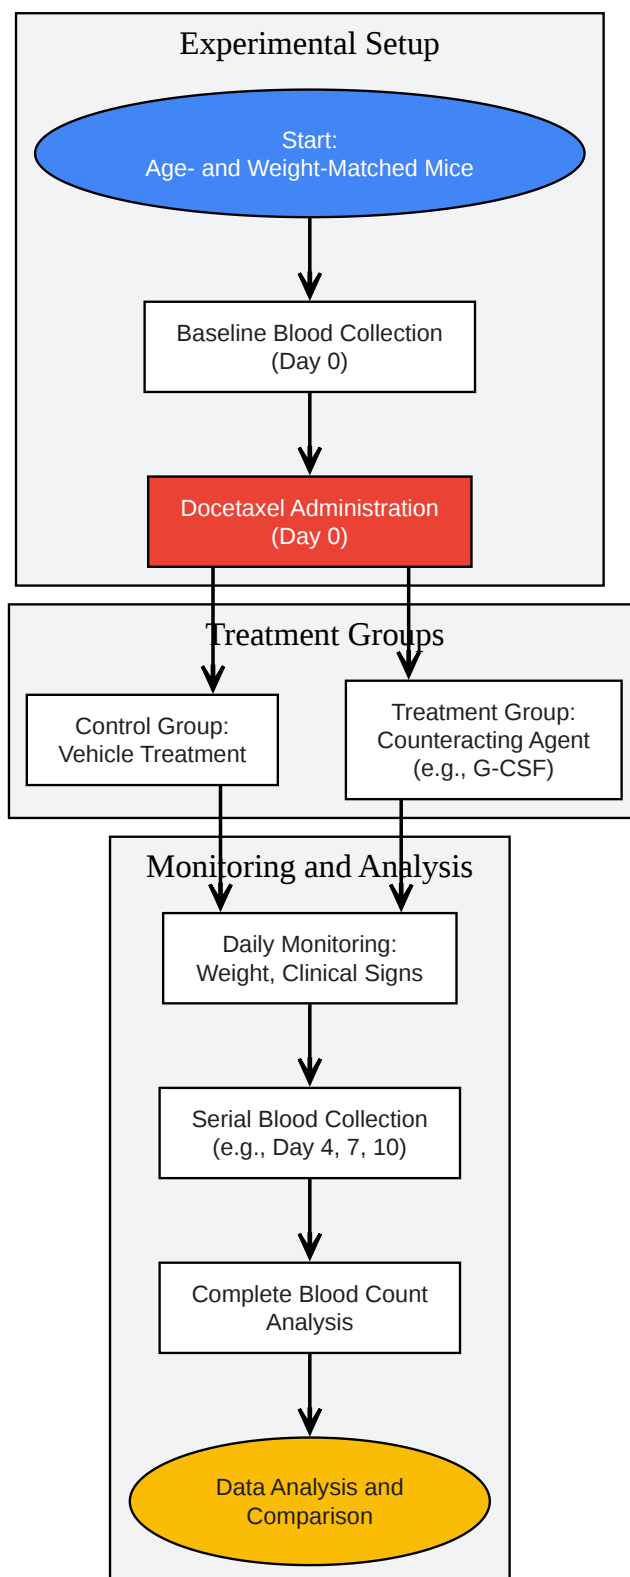 Experimental Setup
Start:
Age- and Weight-Matched Mice
Baseline Blood Collection
(Day 0)
Docetaxel Administration
(Day 0)
Treatment Groups
Control Group:
Vehicle Treatment
Treatment Group:
Counteracting Agent
(e.g., G-CSF)
Monitoring and Analysis
Daily Monitoring:
Weight, Clinical Signs
Serial Blood Collection
(e.g., Day 4, 7, 10)
Complete Blood Count
Analysis
Data Analysis and
Comparison